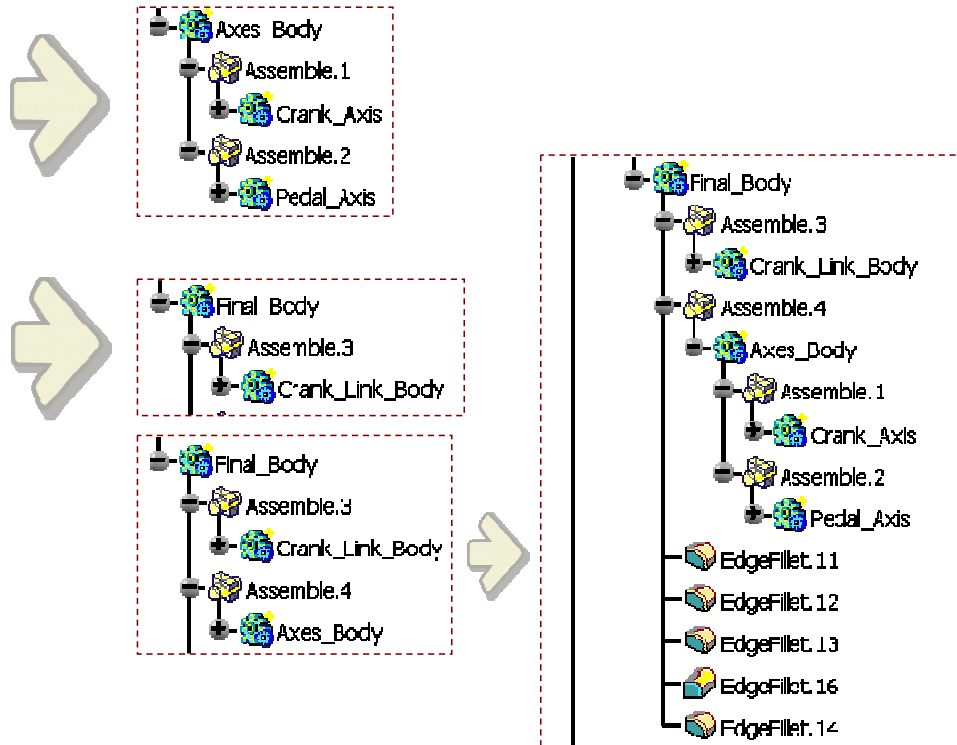 Axes_Body
Assemble.1
Crank_Axis
Assemble.2
Pedal_Axis
Final_Body
Assemble.3
Crank_Link_Body
Final_Body
Assemble.3
Crank_Link_Body
Assemble.4
Axes_Body
Final_Body
Assemble.3
Crank_Link_Body
Assemble.4
Axes_Body
Assemble.1
Crank_Axis
Assemble.2
Pedal_Axis
EdgeFillet.11
EdgeFillet.12
EdgeFillet.13
EdgeFillet.16
EdgeFillet.14